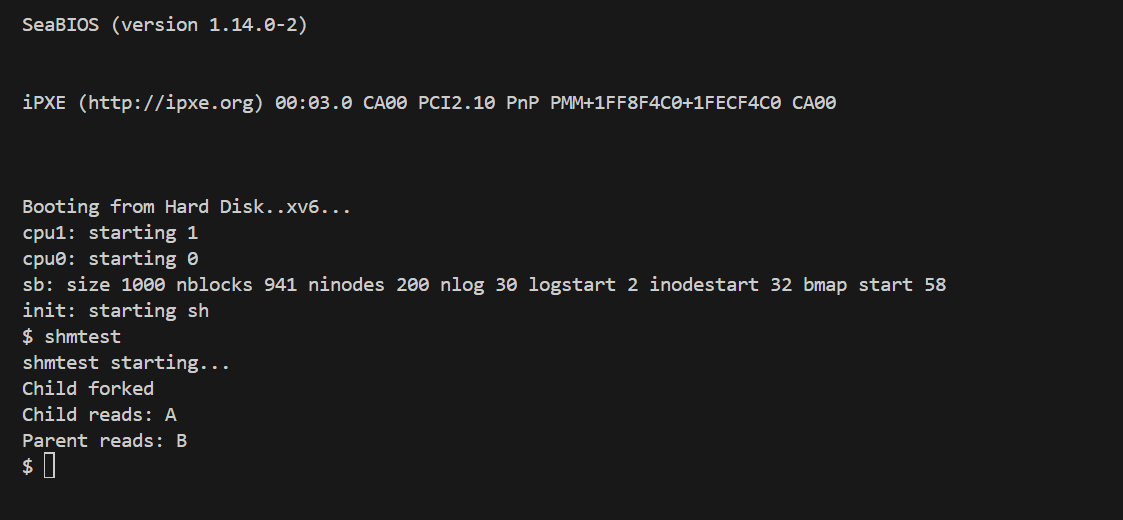 SeaBIOS (version 1.14.0-2)
iPXE (http://ipxe.org) 00:03.0 CA00 PCI2.10 PnP PMM+1FF8F4C0+1FECF4C0 CA00
Booting from Hard Disk..xv6...
cpu1: starting 1
cpu0: starting 0
sb: size 1000 nblocks 941 ninodes 200 nlog 30 logstart 2 inodestart 32 bmap start 58
init: starting sh
$ shmtest
shmtest starting...
Child forked
Child reads: A
Parent reads: B
$